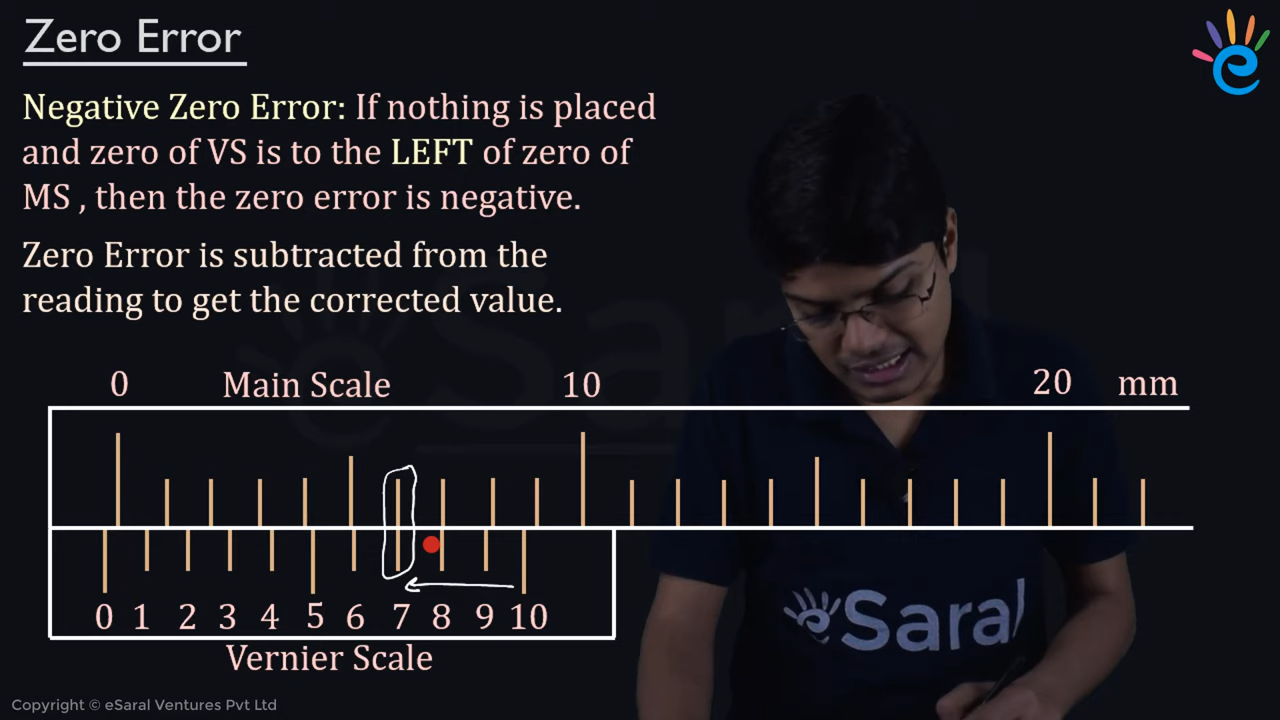 Zero Error
Negative Zero Error: If nothing is placed
and zero of VS is to the LEFT of zero of
MS , then the zero error is negative.
Zero Error is subtracted from the
reading to get the corrected value.
0 Main Scale 10 20 mm
0 1 2 3 4 5 6 7 8 9 10
Vernier Scale
eSaral
eSaral
Copyright © eSaral Ventures Pvt Ltd